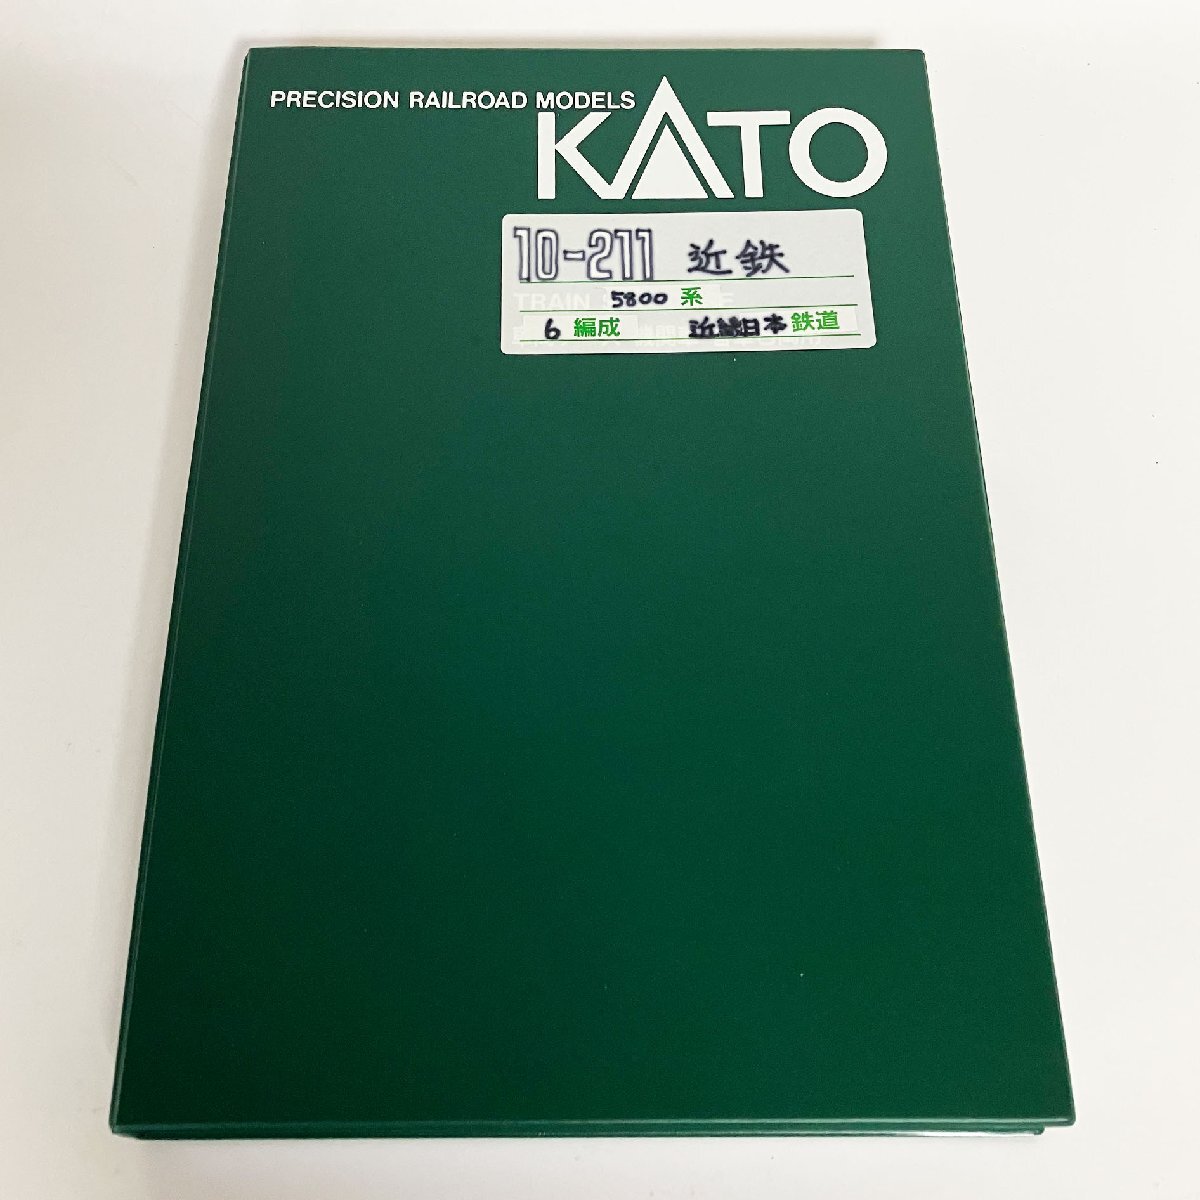 PRECISION RAILROAD MODELS
KATO
10-211 近鉄
5800 系
6 編成 近畿日本 鉄道
TRAIN